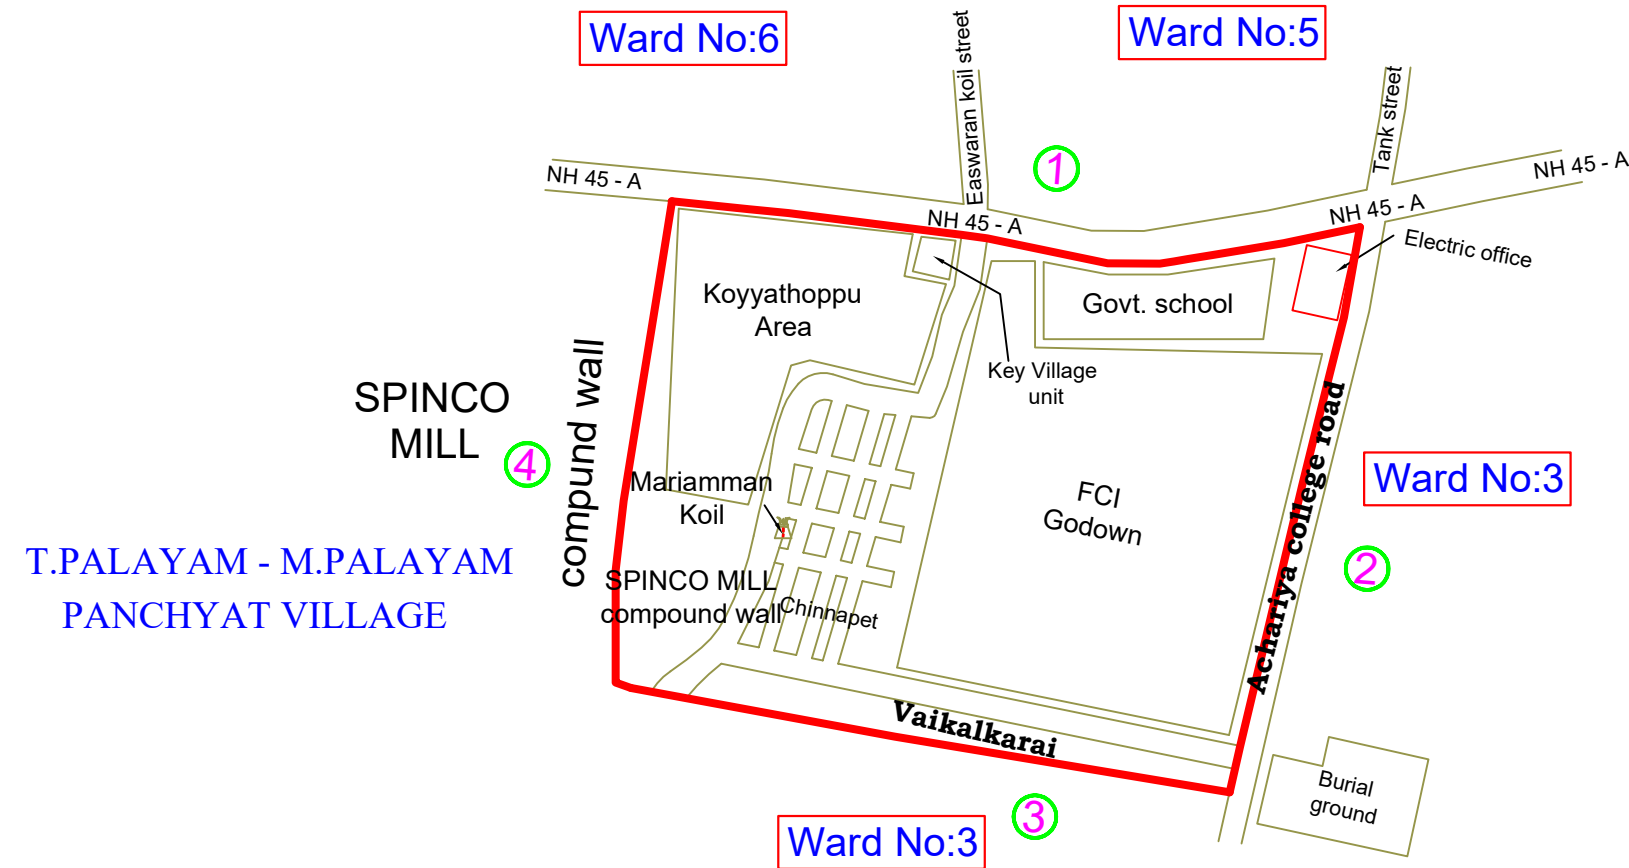 Ward No:6
Ward No:5
Easwaran koil street
Tank street
1
NH 45 - A
NH 45 - A
NH 45 - A
NH 45 - A
Electric office
Koyyathoppu
Area
Govt. school
Key Village
unit
SPINCO
MILL
compund wall
4
Mariamman
Koil
FCI
Godown
Achariya college road
Ward No:3
2
T.PALAYAM - M.PALAYAM
PANCHYAT VILLAGE
SPINCO MILL
compound wall
Chinnapet
Vaikalkarai
Burial
ground
3
Ward No:3